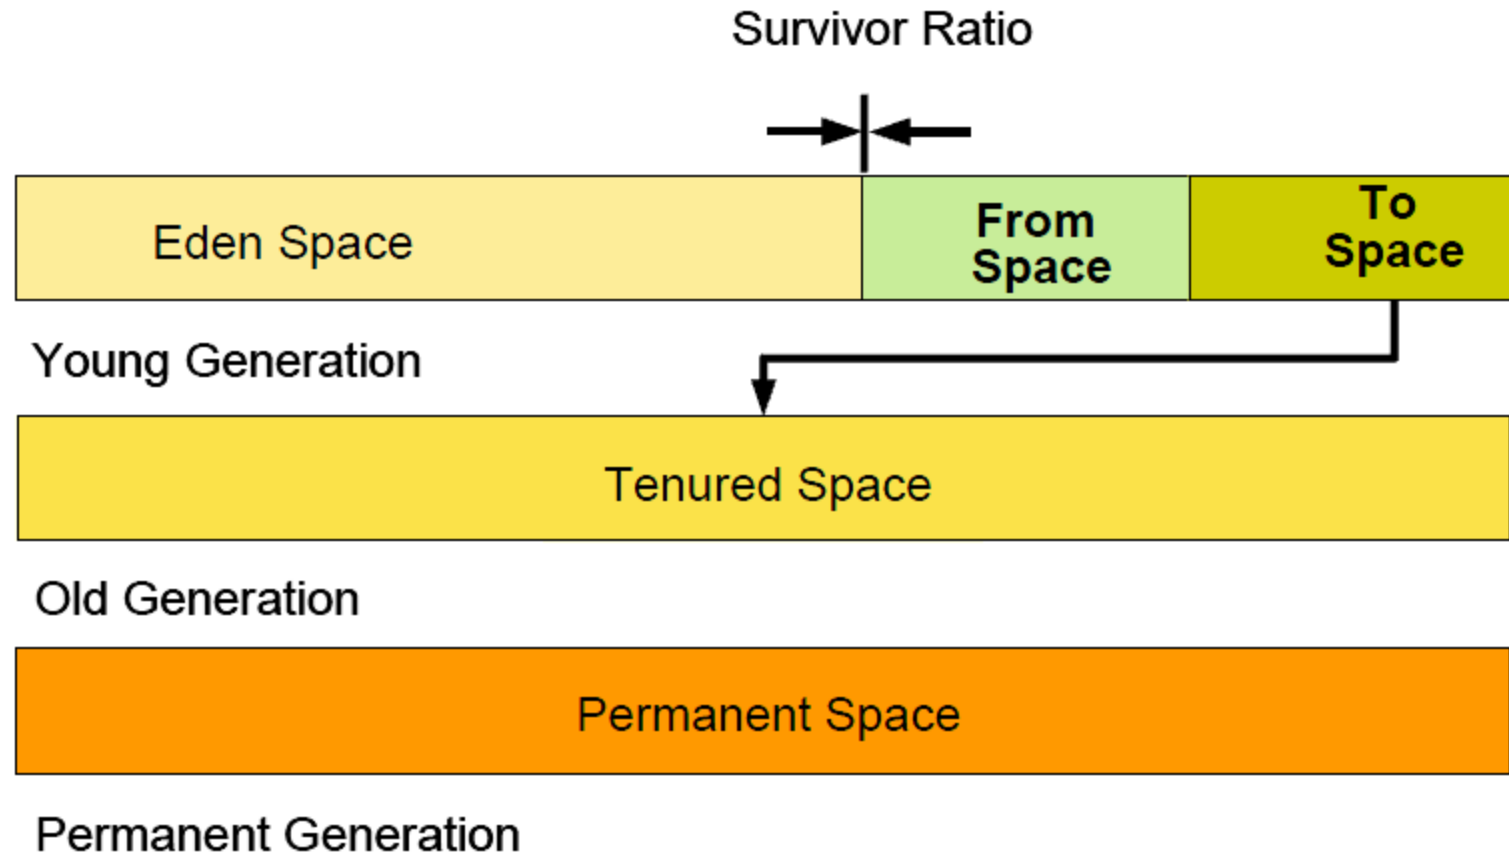 Survivor Ratio
Eden Space
From
Space
To
Space
Young Generation
Tenured Space
Old Generation
Permanent Space
Permanent Generation